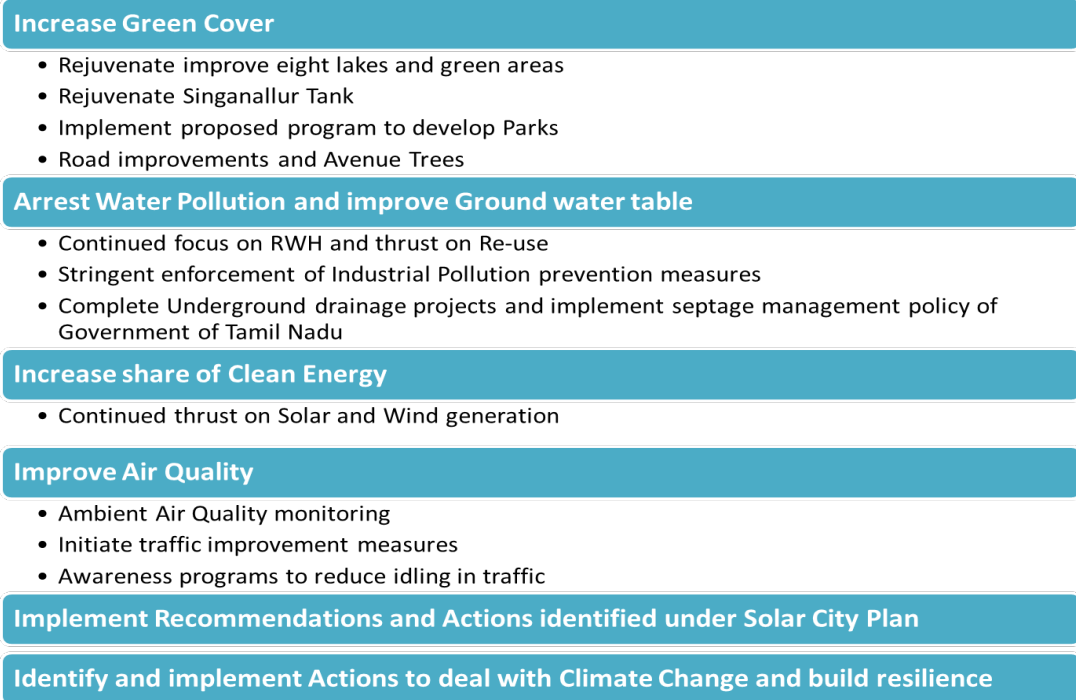 Increase Green Cover
• Rejuvenate improve eight lakes and green areas
• Rejuvenate Singanallur Tank
• Implement proposed program to develop Parks
• Road improvements and Avenue Trees
Arrest Water Pollution and improve Ground water table
• Continued focus on RWH and thrust on Re-use
• Stringent enforcement of Industrial Pollution prevention measures
• Complete Underground drainage projects and implement septage management policy of
Government of Tamil Nadu
Increase share of Clean Energy
• Continued thrust on Solar and Wind generation
Improve Air Quality
• Ambient Air Quality monitoring
• Initiate traffic improvement measures
• Awareness programs to reduce idling in traffic
Implement Recommendations and Actions identified under Solar City Plan
Identify and implement Actions to deal with Climate Change and build resilience